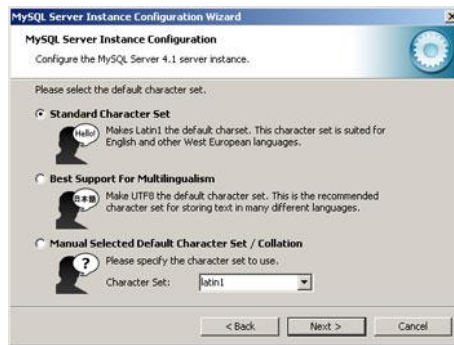 MySQL Server Instance Configuration Wizard
MySQL Server Instance Configuration
Configure the MySQL Server 4.1 server instance.
Please select the default character set.
Standard Character Set
Hello!
Makes Latin1 the default charset. This character set is suited for
English and other West European languages.
Best Support For Multilingualism
日本語
Make UTF8 the default character set. This is the recommended
character set for storing text in many different languages.
Manual Selected Default Character Set / Collation
?
Please specify the character set to use.
Character Set: latin1
< Back Next > Cancel